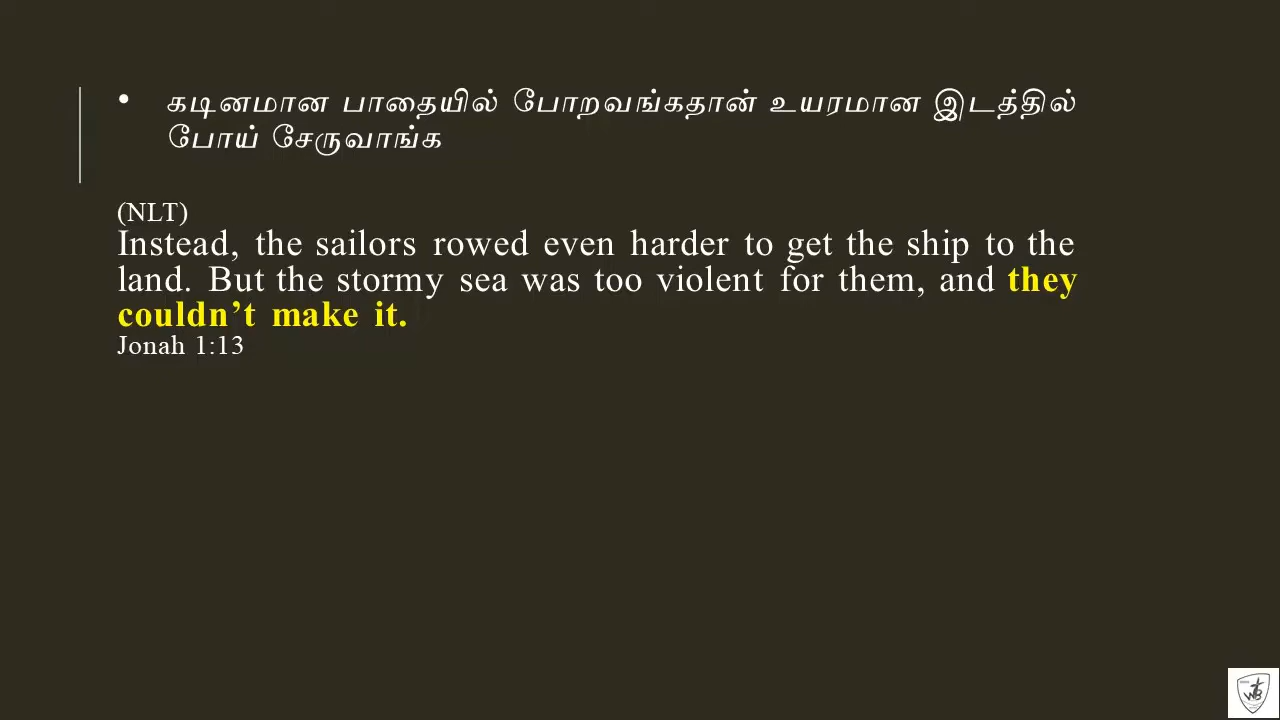 • கடினமான பாதையில் போறவங்கதான் உயரமான இடத்தில்
போய் சேருவாங்க
(NLT)
Instead, the sailors rowed even harder to get the ship to the
land. But the stormy sea was too violent for them, and they
couldn’t make it.
Jonah 1:13